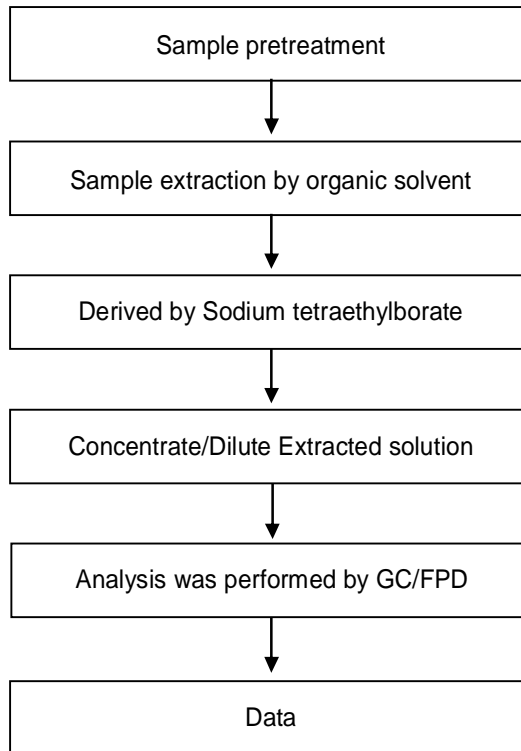 Sample pretreatment
Sample extraction by organic solvent
Derived by Sodium tetraethylborate
Concentrate/Dilute Extracted solution
Analysis was performed by GC/FPD
Data